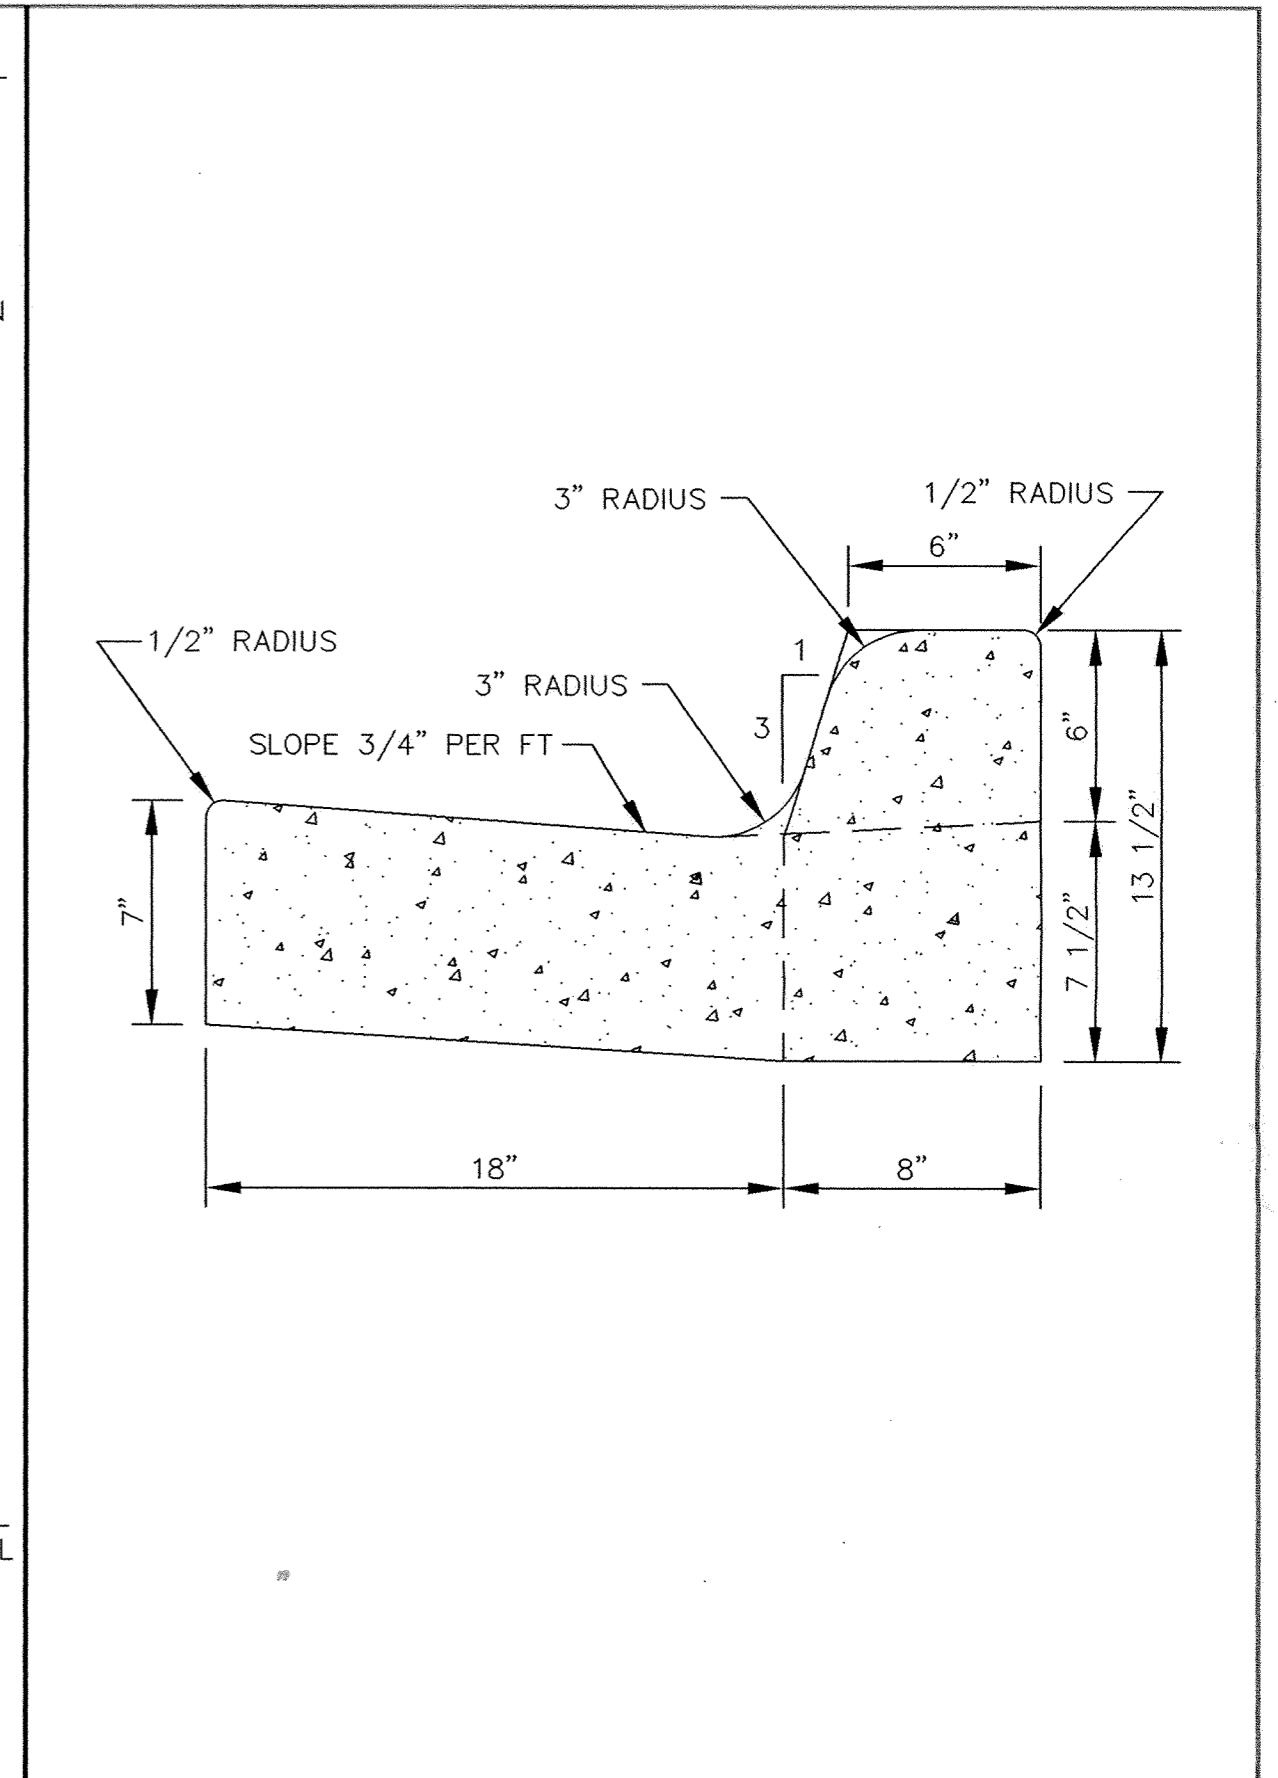 3” RADIUS
1/2” RADIUS
6”
1/2” RADIUS
1
3” RADIUS
3
6”
SLOPE 3/4” PER FT
13 1/2”
7”
7 1/2”
18”
8”
L